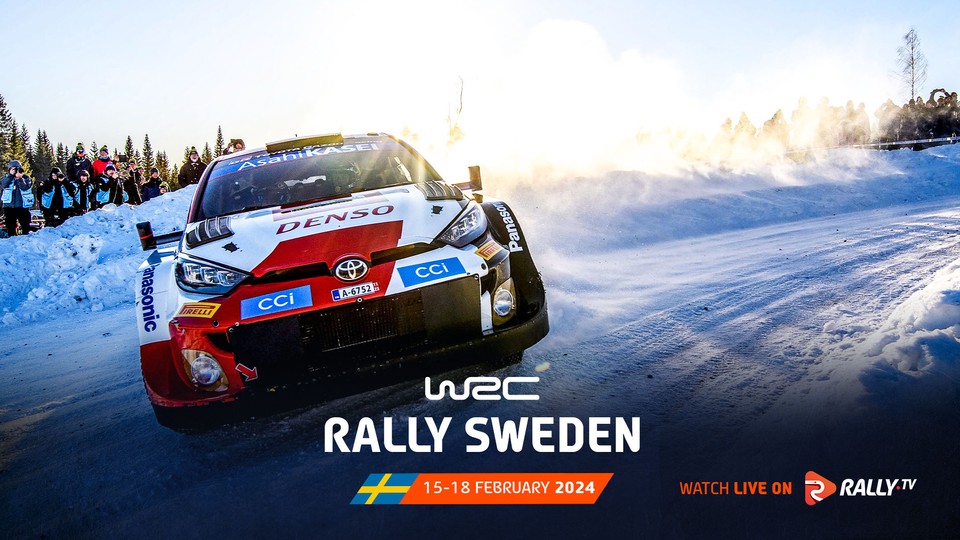 AsahiKASEI
DENSO
Panasonic
CCI
CCI
A-6752
Panasonic
PIRELLI
WRC
RALLY SWEDEN
15-18 FEBRUARY 2024
WATCH LIVE ON RALLY.TV